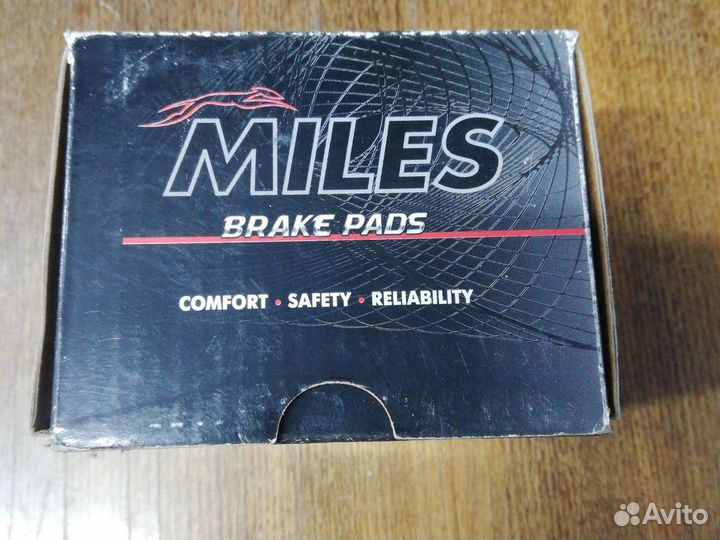 MILES
BRAKE PADS
COMFORT • SAFETY • RELIABILITY
Avito